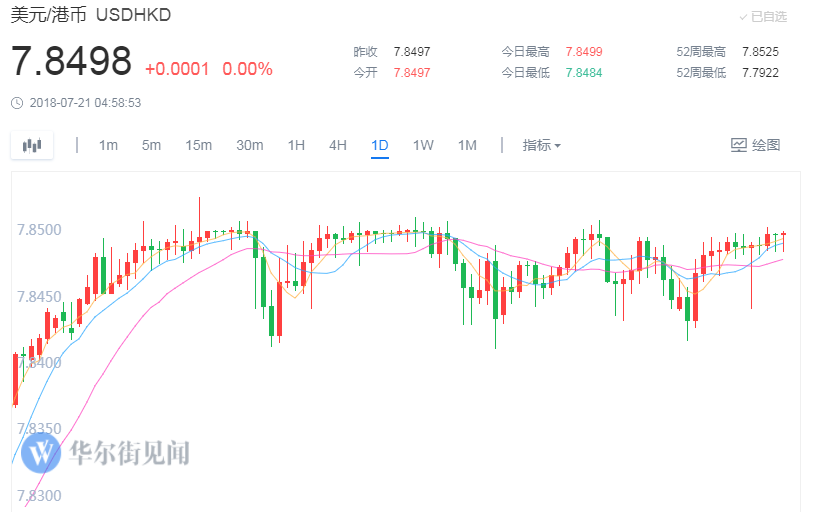 美元/港币 USDHKD
已自选
7.8498 +0.0001 0.00%
昨收 7.8497 今日最高 7.8499 52周最高 7.8525
今开 7.8497 今日最低 7.8484 52周最低 7.7922
2018-07-21 04:58:53
1m 5m 15m 30m 1H 4H 1D 1W 1M 指标 绘图
7.8500
7.8450
7.8400
7.8350
华尔街见闻
7.8300